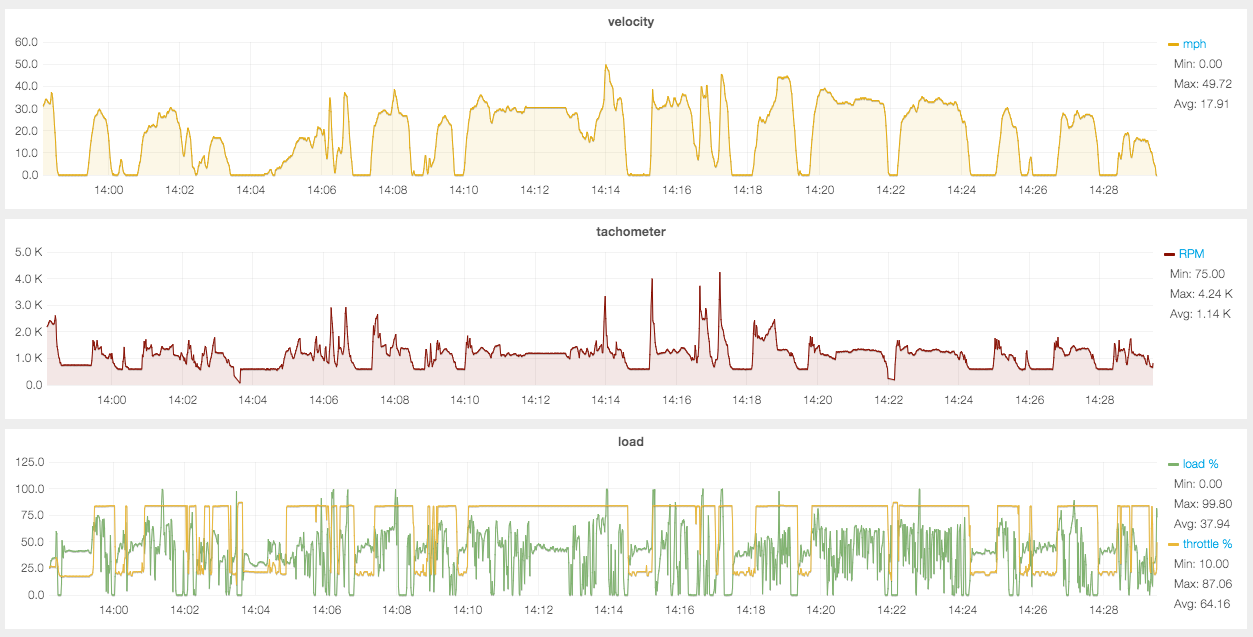 velocity
60.0
50.0
40.0
30.0
20.0
10.0
0.0
14:00 14:02 14:04 14:06 14:08 14:10 14:12 14:14 14:16 14:18 14:20 14:22 14:24 14:26 14:28
mph
Min: 0.00
Max: 49.72
Avg: 17.91
tachometer
5.0 K
4.0 K
3.0 K
2.0 K
1.0 K
0.0
14:00 14:02 14:04 14:06 14:08 14:10 14:12 14:14 14:16 14:18 14:20 14:22 14:24 14:26 14:28
RPM
Min: 75.00
Max: 4.24 K
Avg: 1.14 K
load
125.0
100.0
75.0
50.0
25.0
0.0
14:00 14:02 14:04 14:06 14:08 14:10 14:12 14:14 14:16 14:18 14:20 14:22 14:24 14:26 14:28
load %
Min: 0.00
Max: 99.80
Avg: 37.94
throttle %
Min: 10.00
Max: 87.06
Avg: 64.16